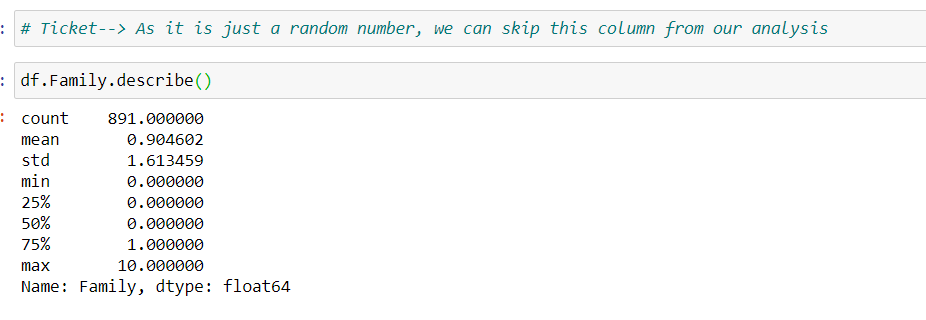 : # Ticket--> As it is just a random number, we can skip this column from our analysis
: df.Family.describe()
: count    891.000000
mean       0.904602
std        1.613459
min        0.000000
25%        0.000000
50%        0.000000
75%        1.000000
max       10.000000
Name: Family, dtype: float64